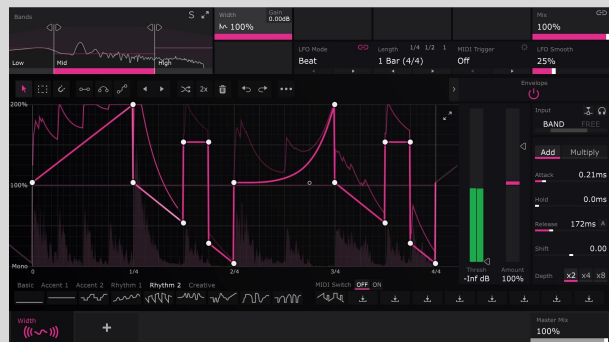 Bands S Width Gain 0.00dB Mix
100% 100%
LFO Mode Length 1/4 1/2 1 MIDI Trigger LFO Smooth
Low Mid High Beat 1 Bar (4/4) Off 25%
2x Envelope
200%
Input
BAND FREE
Add Multiply
Attack 0.21ms
100%
Hold 0.0ms
Release 172ms A
Shift 0.00
Mono
0 1/4 2/4 3/4 4/4
Thresh Amount
-Inf dB 100%
Depth x2 x4 x8
Basic Accent 1 Accent 2 Rhythm 1 Rhythm 2 Creative MIDI Switch OFF ON
Width Master Mix
+ 100%